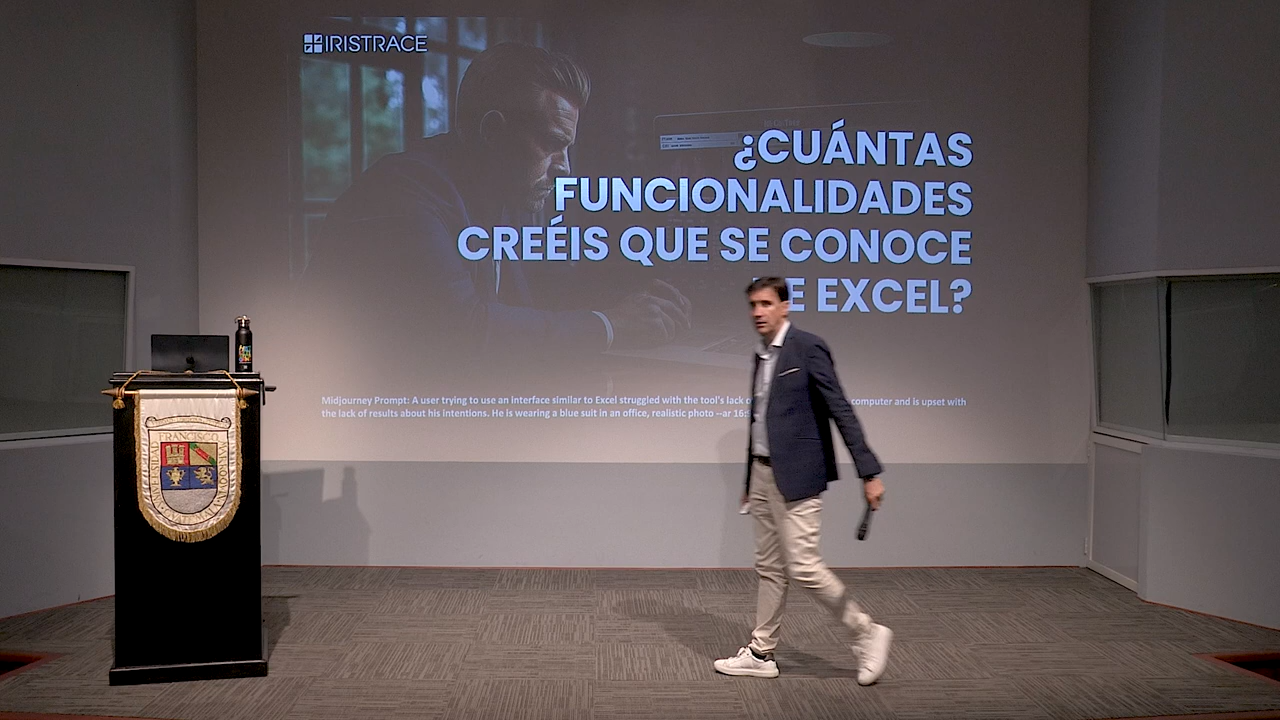 IRISTRACE
¿CUÁNTAS
FUNCIONALIDADES
CREÉIS QUE SE CONOCE
E EXCEL?
Midjourney Prompt: A user trying to use an interface similar to Excel struggled with the tool's lack computer and is upset with
the lack of results about his intentions. He is wearing a blue suit in an office, realistic photo --ar 16:
FRANCISCO